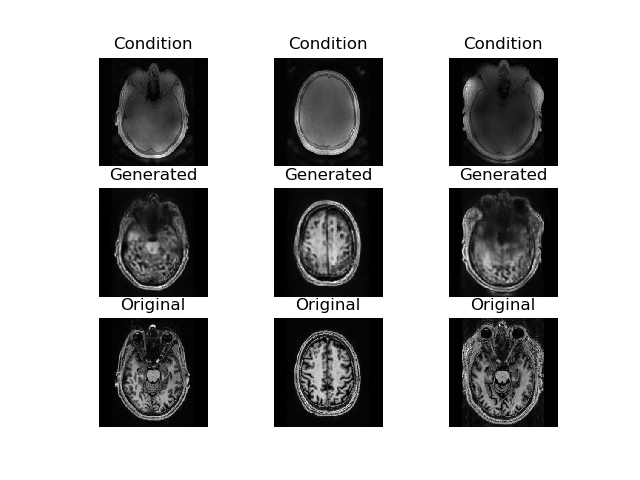 Condition Condition Condition
Generated Generated Generated
Original Original Original